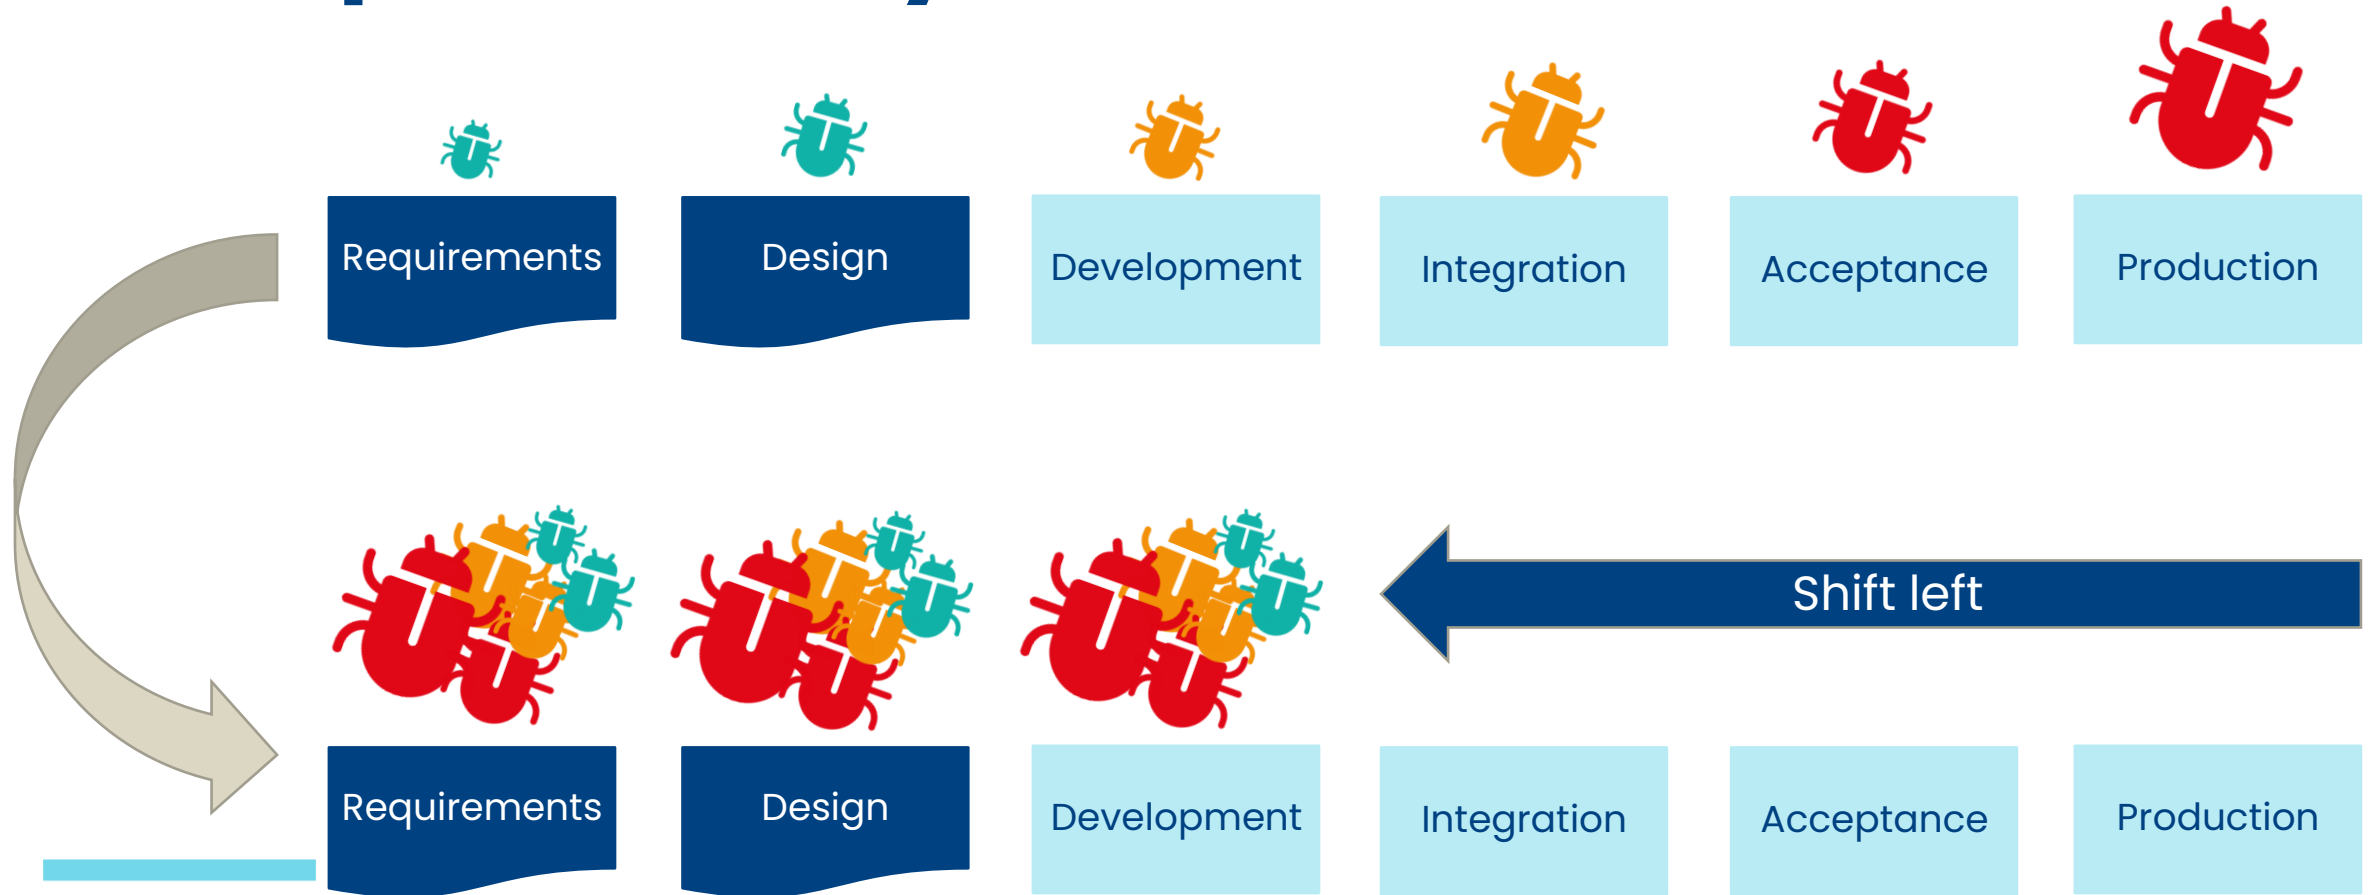 Requirements
Design
Development
Integration
Acceptance
Production
Shift left
Requirements
Design
Development
Integration
Acceptance
Production